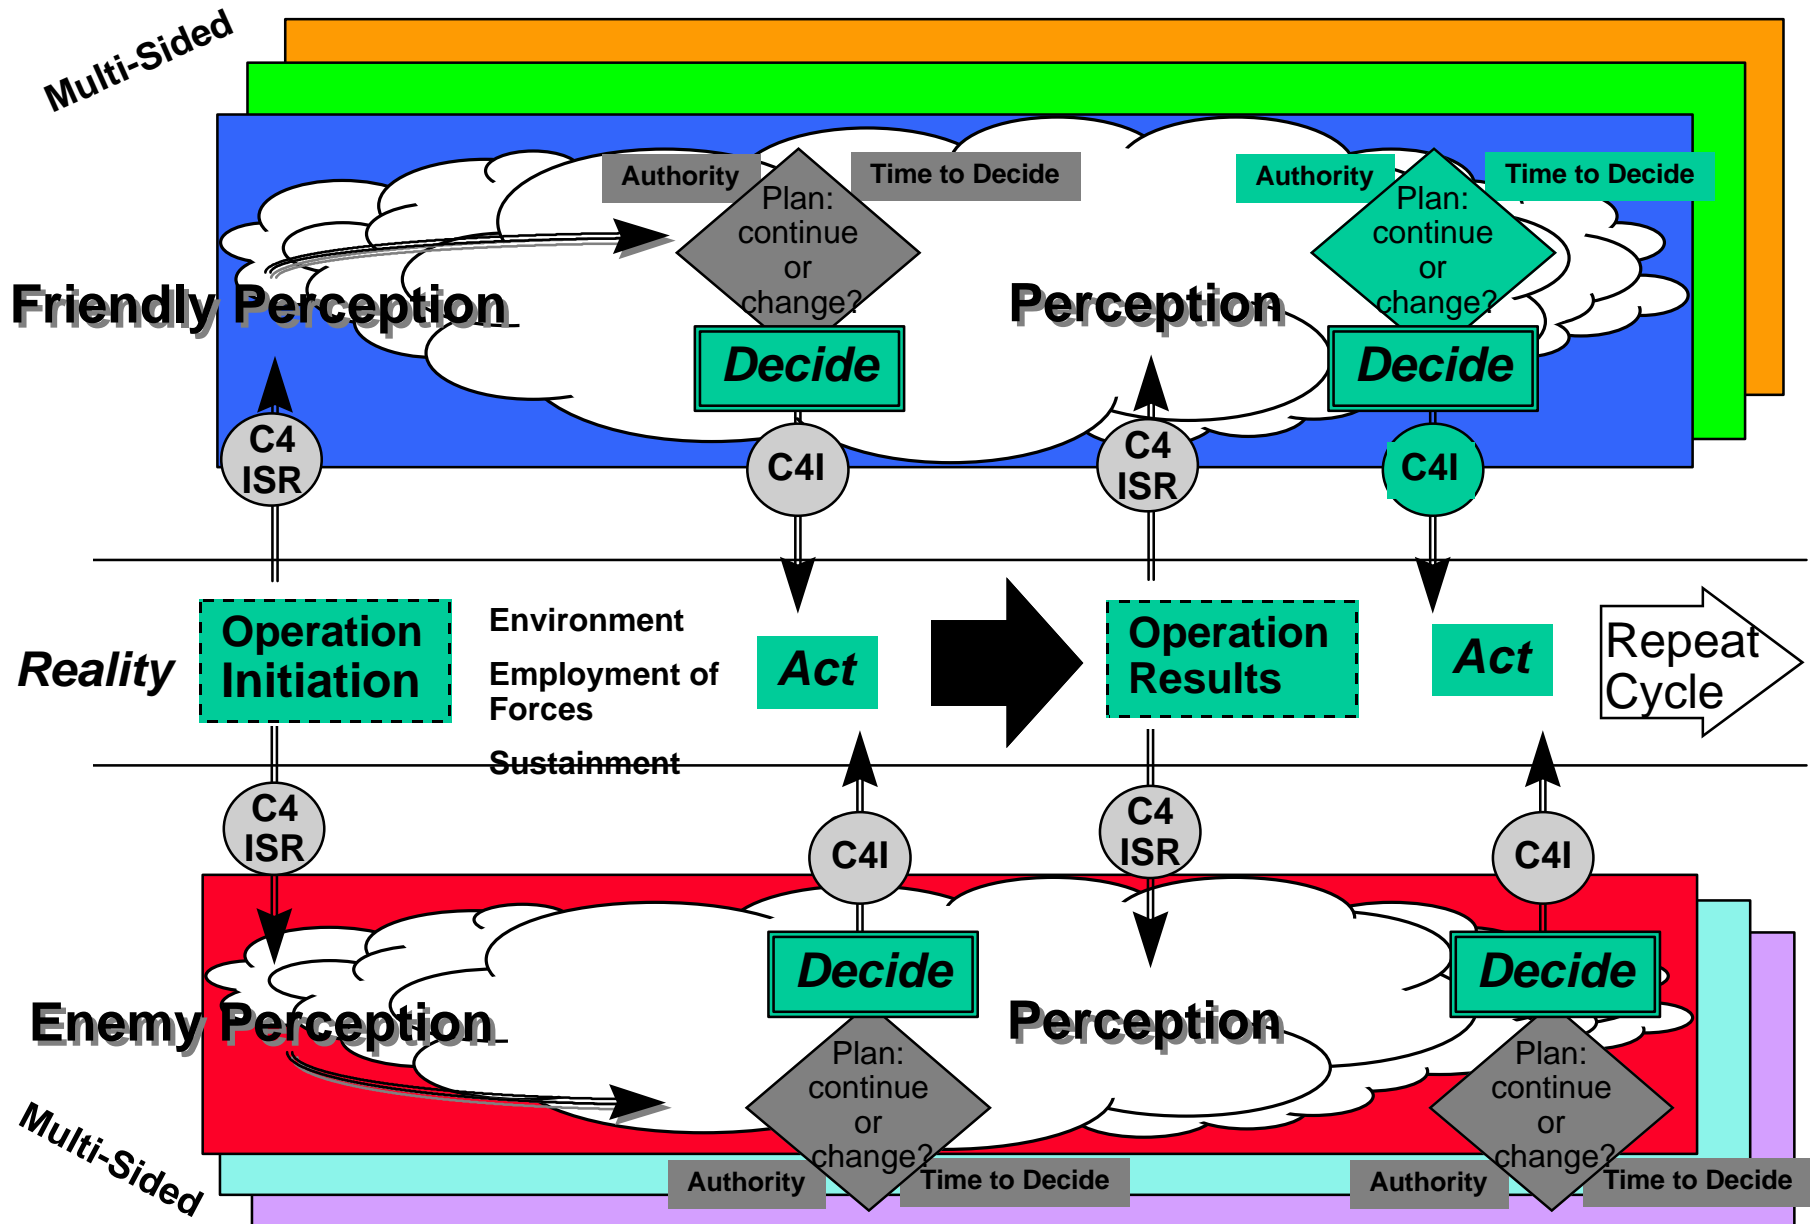 Multi-Sided
Authority
Time to Decide
Plan:
continue
or
change?
Authority
Time to Decide
Plan:
continue
or
change?
Friendly Perception
Perception
Decide
Decide
C4
ISR
C4I
C4
ISR
C4I
Reality
Operation
Initiation
Environment
Employment of
Forces
Sustainment
Act
Operation
Results
Act
Repeat
Cycle
C4
ISR
C4I
C4
ISR
C4I
Decide
Decide
Enemy Perception
Perception
Plan:
continue
or
change?
Plan:
continue
or
change?
Multi-Sided
Authority
Time to Decide
Authority
Time to Decide